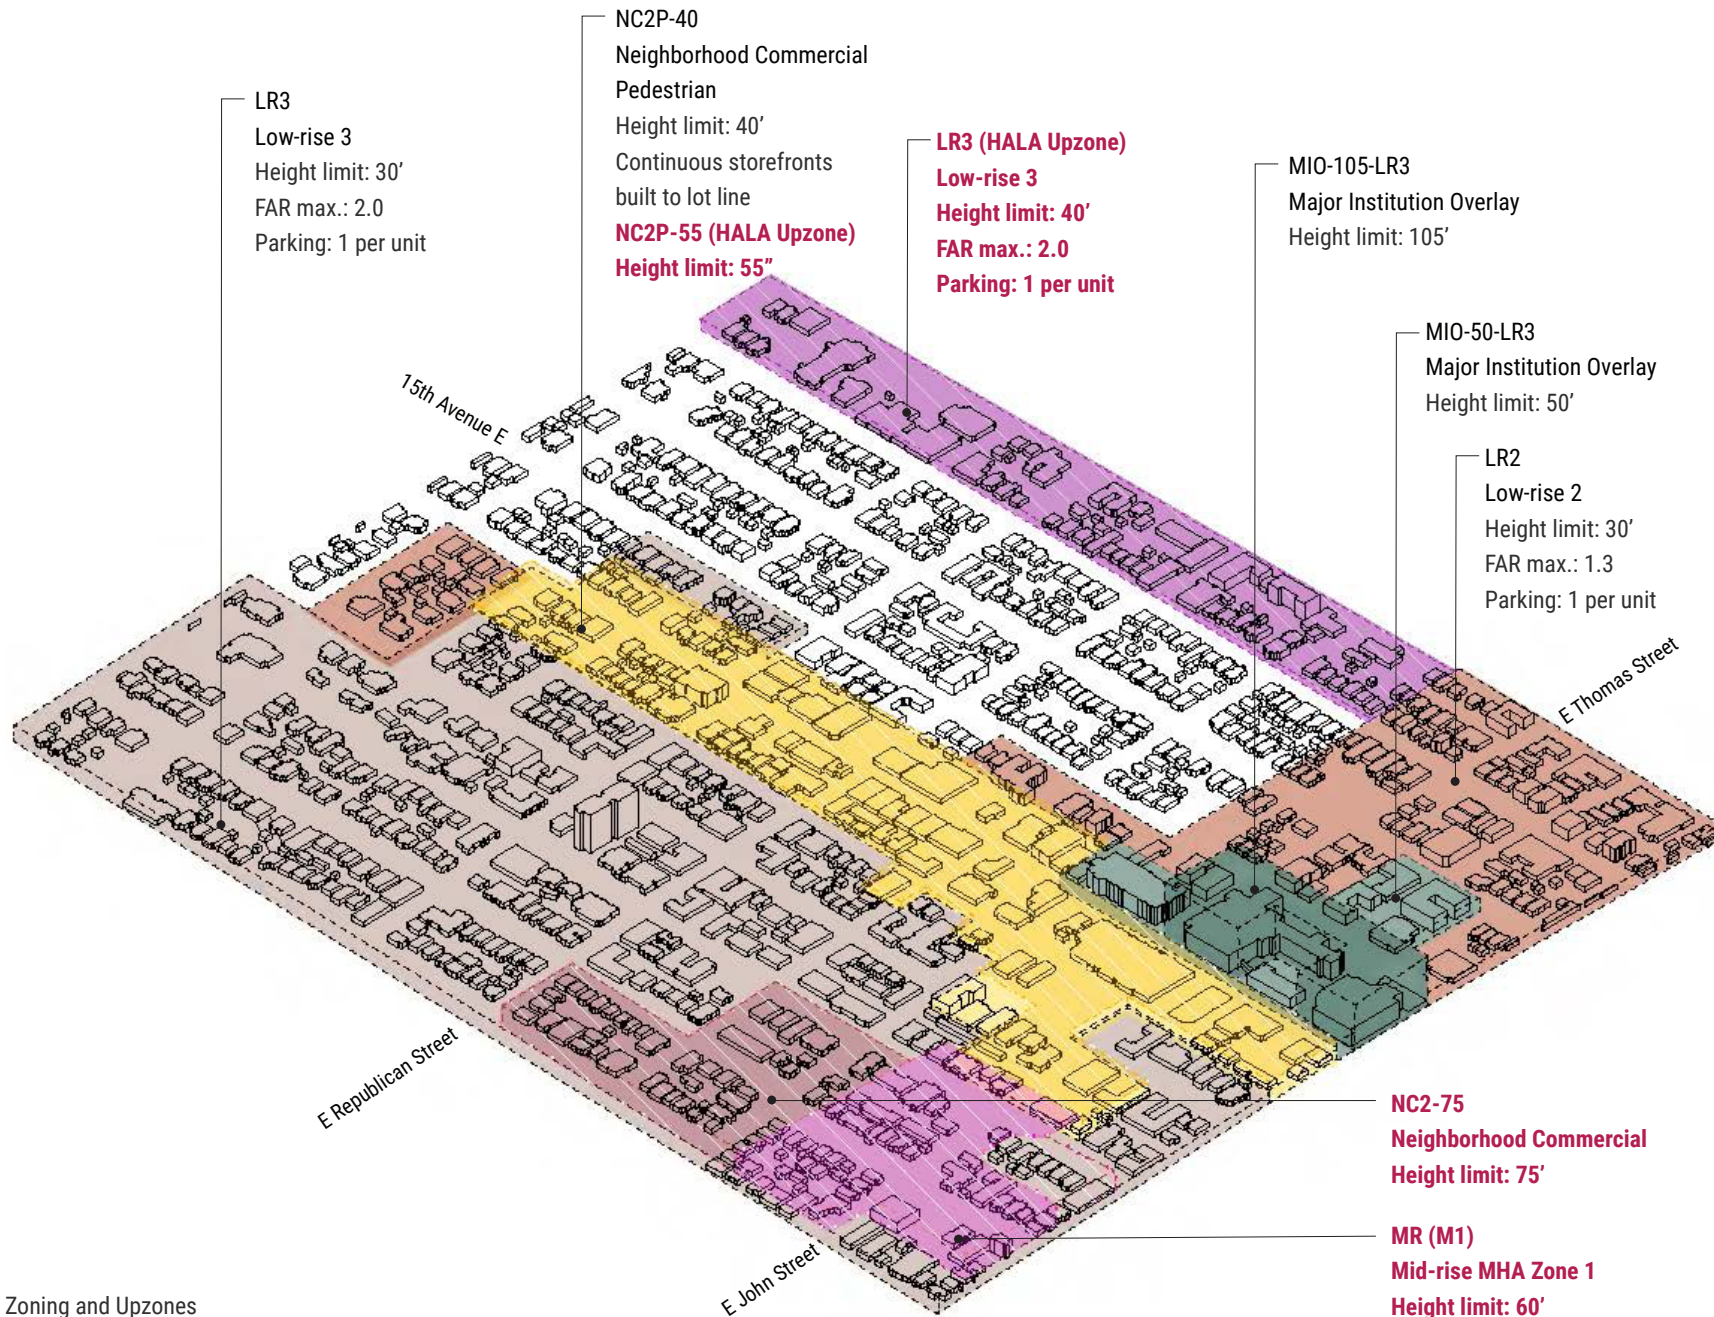 NC2P-40
Neighborhood Commercial
Pedestrian
Height limit: 40’
Continuous storefronts
built to lot line
NC2P-55 (HALA Upzone)
Height limit: 55”
LR3
Low-rise 3
Height limit: 30’
FAR max.: 2.0
Parking: 1 per unit
LR3 (HALA Upzone)
Low-rise 3
Height limit: 40’
FAR max.: 2.0
Parking: 1 per unit
MIO-105-LR3
Major Institution Overlay
Height limit: 105’
MIO-50-LR3
Major Institution Overlay
Height limit: 50’
LR2
Low-rise 2
Height limit: 30’
FAR max.: 1.3
Parking: 1 per unit
15th Avenue E
E Thomas Street
E Republican Street
E John Street
NC2-75
Neighborhood Commercial
Height limit: 75’
MR (M1)
Mid-rise MHA Zone 1
Height limit: 60’
Zoning and Upzones